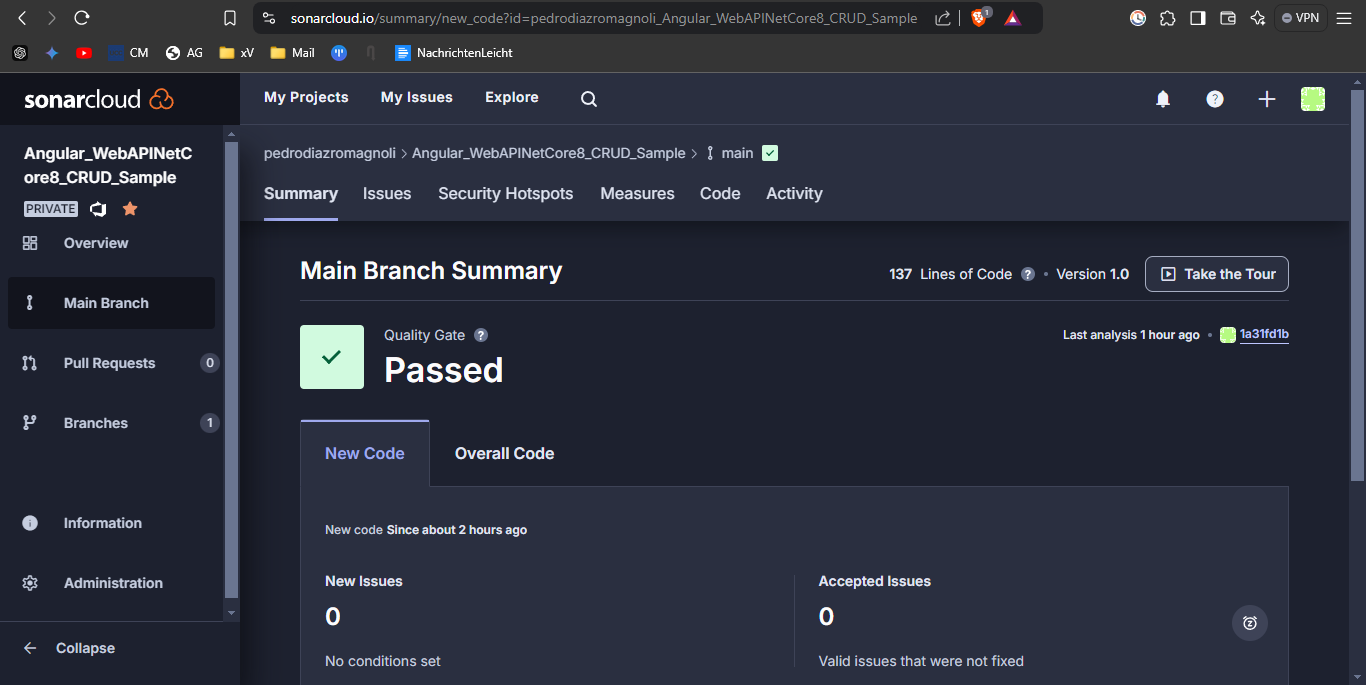 sonarcloud.io/summary/new_code?id=pedrodiazromagnoli_Angular_WebAPINetCore8_CRUD_Sample
1
VPN
CM
AG
xV
Mail
NachrichtenLeicht
sonarcloud
My Projects
My Issues
Explore
?
Angular_WebAPINetC
ore8_CRUD_Sample
PRIVATE
Overview
Main Branch
Pull Requests
0
Branches
1
Information
Administration
Collapse
pedrodiazromagnoli > Angular_WebAPINetCore8_CRUD_Sample > main
Summary
Issues
Security Hotspots
Measures
Code
Activity
Main Branch Summary
137 Lines of Code ? • Version 1.0
Take the Tour
Quality Gate ?
Passed
Last analysis 1 hour ago • 1a31fd1b
New Code
Overall Code
New code Since about 2 hours ago
New Issues
0
No conditions set
Accepted Issues
0
Valid issues that were not fixed